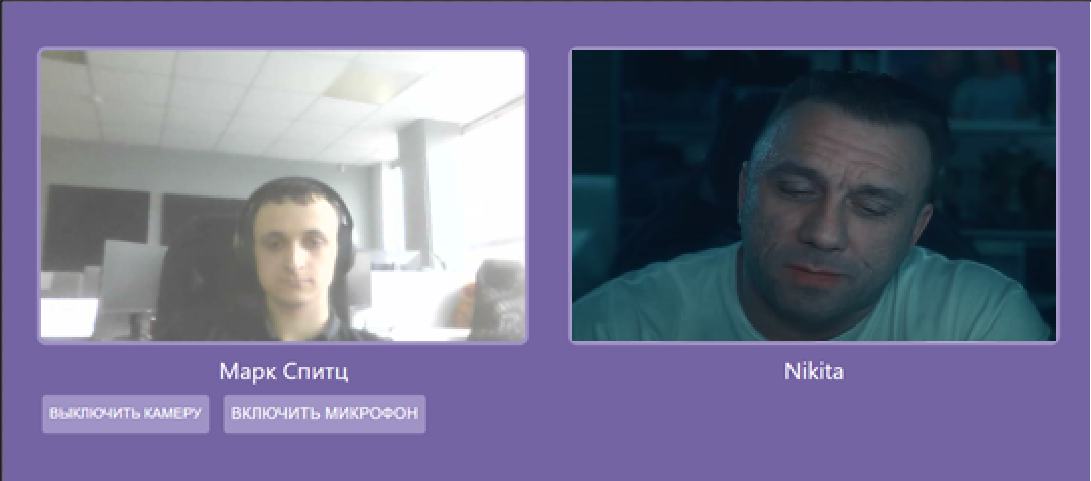 Марк Спитц
Nikita
ВЫКЛЮЧИТЬ КАМЕРУ
ВКЛЮЧИТЬ МИКРОФОН